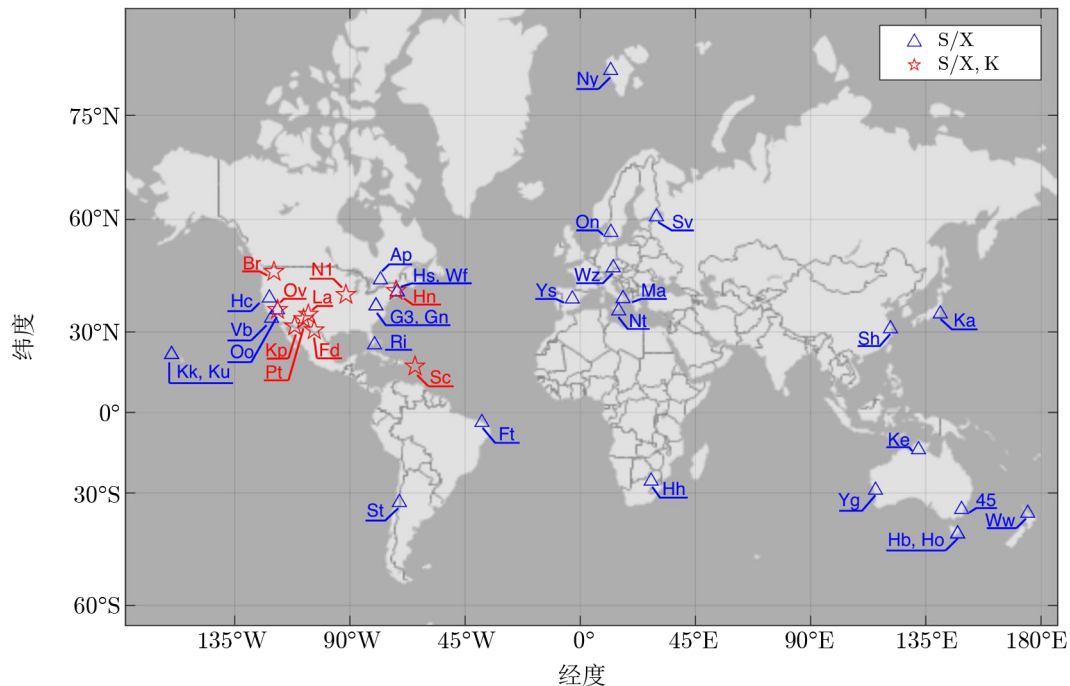 S/X
S/X, K
Ny
75°N
60°N
On
Sv
Ap
Br
N1
Hs, Wf
Wz
Hc
Ov
La
Hn
Ys
Ma
G3, Gn
Ka
30°N
Vb
Nt
Sh
Oo
Kp
Fd
Ri
Kk, Ku
Pt
Sc
0°
Ft
Ke
30°S
St
Hh
Yg
45
Ww
Hb, Ho
60°S
135°W
90°W
45°W
0°
45°E
90°E
135°E
180°E
纬度
经度